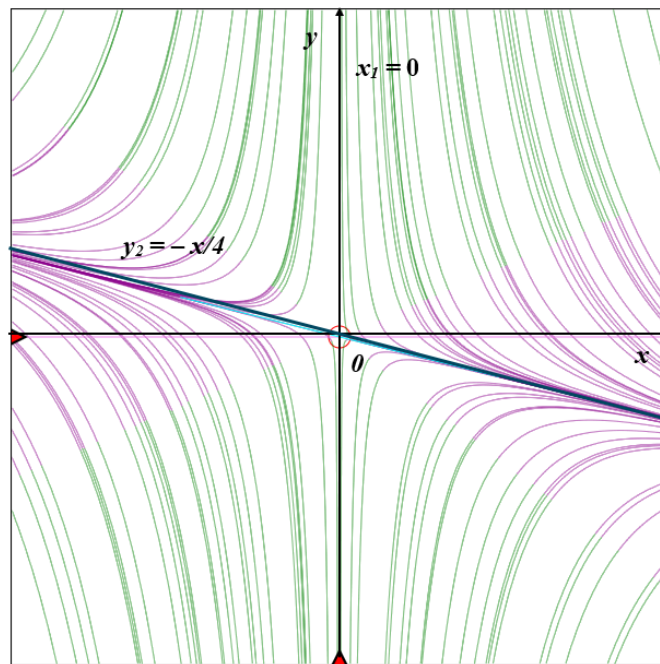 y
x₁ = 0
y₂ = – x/4
x
0